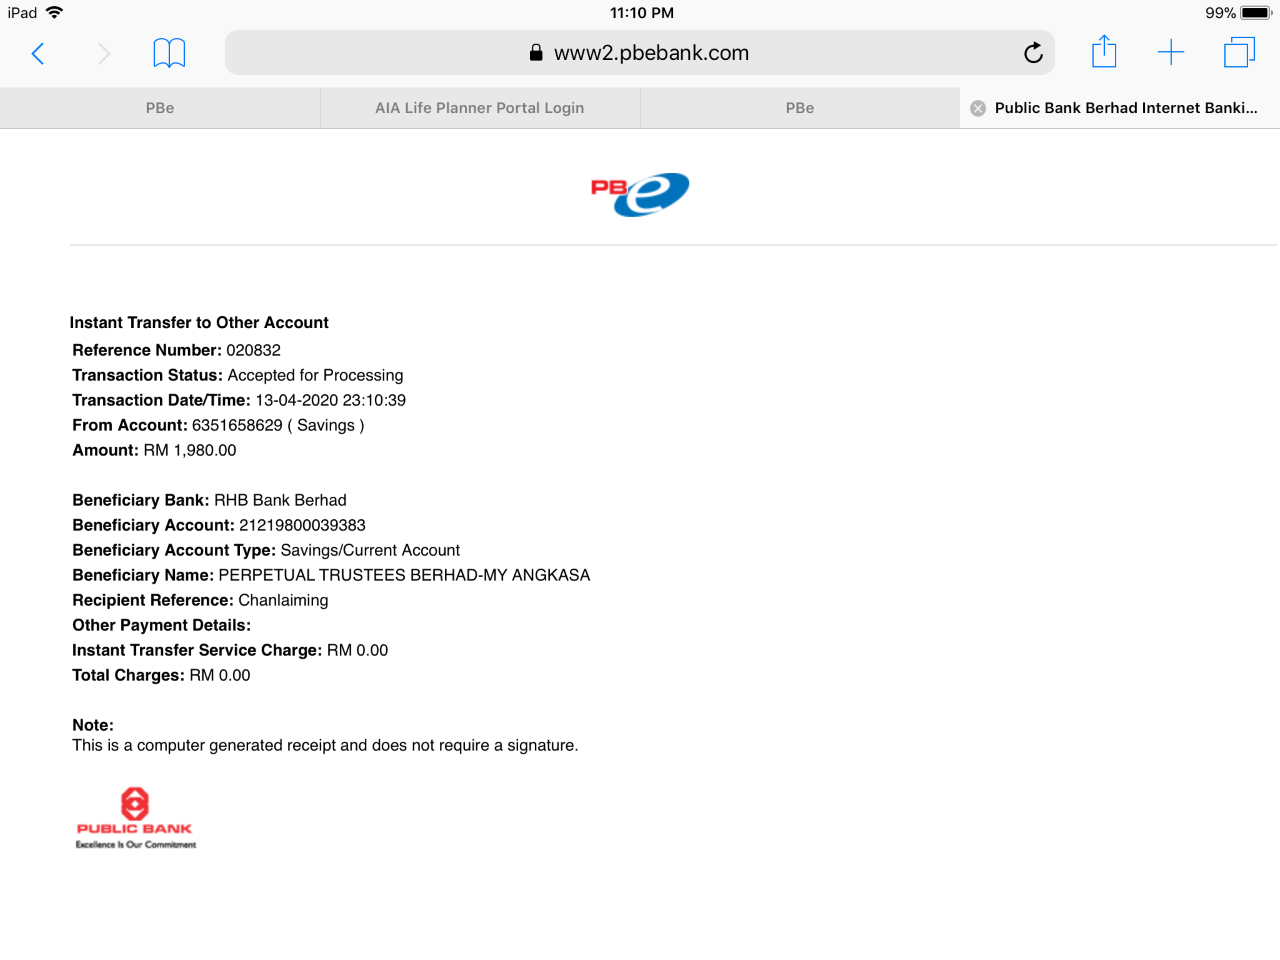 iPad 11:10 PM 99%
www2.pbebank.com
PBe AIA Life Planner Portal Login PBe Public Bank Berhad Internet Banki...
PBe
Instant Transfer to Other Account
Reference Number: 020832
Transaction Status: Accepted for Processing
Transaction Date/Time: 13-04-2020 23:10:39
From Account: 6351658629 ( Savings )
Amount: RM 1,980.00
Beneficiary Bank: RHB Bank Berhad
Beneficiary Account: 21219800039383
Beneficiary Account Type: Savings/Current Account
Beneficiary Name: PERPETUAL TRUSTEES BERHAD-MY ANGKASA
Recipient Reference: Chanlaiming
Other Payment Details:
Instant Transfer Service Charge: RM 0.00
Total Charges: RM 0.00
Note:
This is a computer generated receipt and does not require a signature.
PUBLIC BANK
Excellence Is Our Commitment